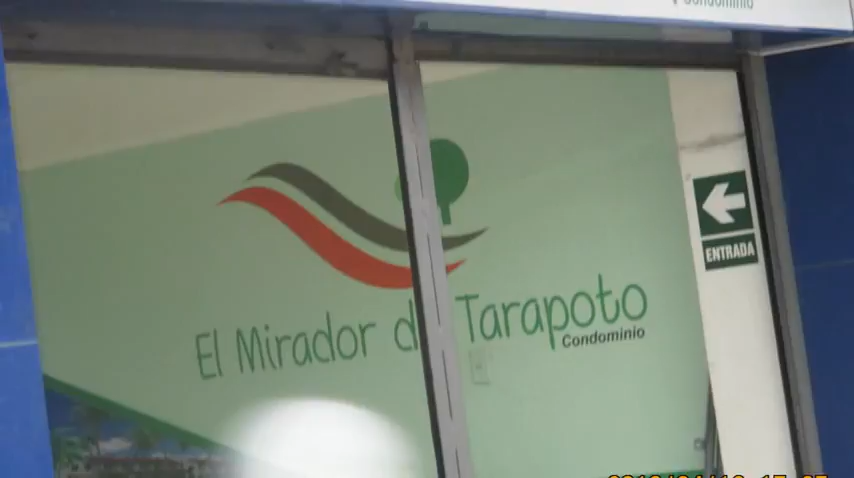 Condominio
El Mirador d Tarapoto
Condominio
ENTRADA